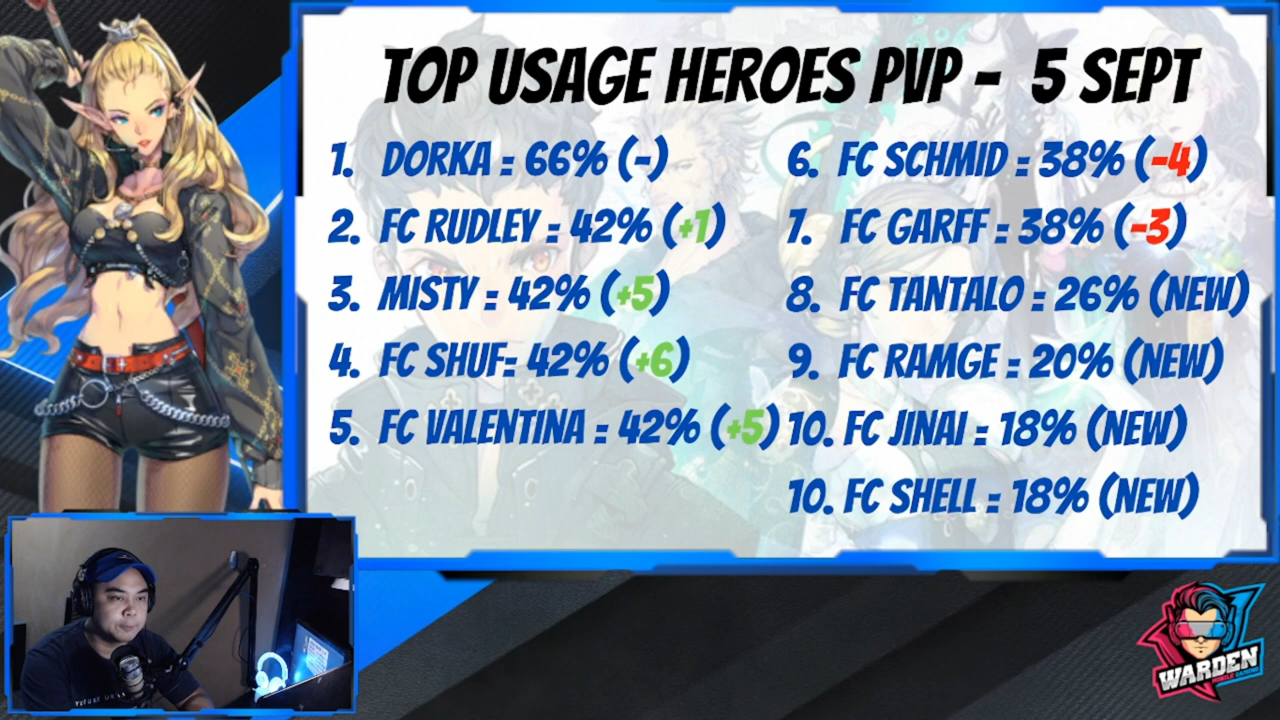 TOP USAGE HEROES PVP - 5 SEPT
1. DORKA = 66% (-)
2. FC RUDLEY = 42% (+1)
3. MISTY = 42% (+5)
4. FC SHUF= 42% (+6)
5. FC VALENTINA = 42% (+5)
6. FC SCHMID = 38% (-4)
7. FC GARFF = 38% (-3)
8. FC TANTALO = 26% (NEW)
9. FC RAMGE = 20% (NEW)
10. FC JINAI = 18% (NEW)
10. FC SHELL = 18% (NEW)
WARDEN
MOBILE GAMING